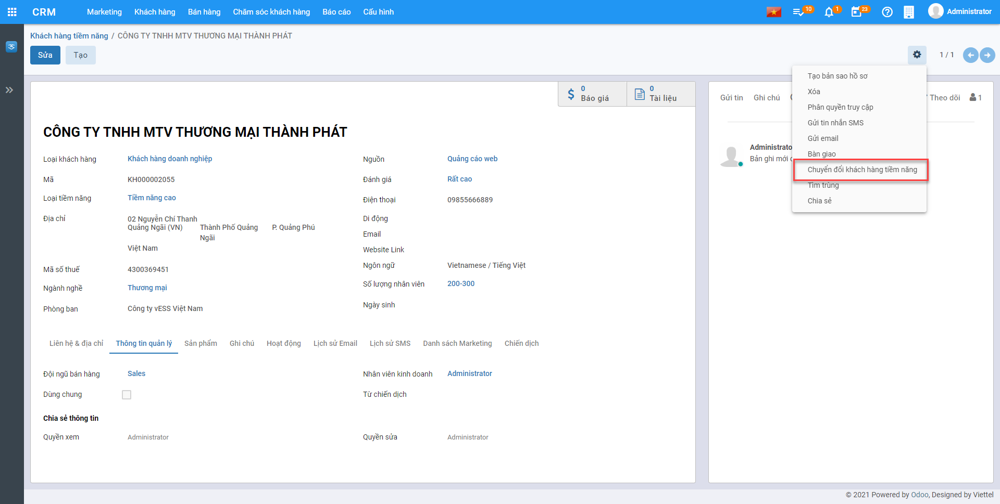 CRM Marketing Khách hàng Bán hàng Chăm sóc khách hàng Báo cáo Cấu hình 10 1 23 Administrator
Khách hàng tiềm năng / CÔNG TY TNHH MTV THƯƠNG MẠI THÀNH PHÁT
Sửa Tạo 1 / 1
Tạo bản sao hồ sơ
Xóa
Phân quyền truy cập
Gửi tin nhắn SMS
Gửi email
Bàn giao
Chuyển đổi khách hàng tiềm năng
Tìm trùng
Chia sẻ
0 Báo giá
0 Tài liệu
Gửi tin Ghi chú Theo dõi 1
CÔNG TY TNHH MTV THƯƠNG MẠI THÀNH PHÁT
Administrato
Bản ghi mới
Loại khách hàng Khách hàng doanh nghiệp
Mã KH000002055
Loại tiềm năng Tiềm năng cao
Địa chỉ 02 Nguyễn Chí Thanh
Quảng Ngãi (VN) Thành Phố Quảng Ngãi P. Quảng Phú
Việt Nam
Mã số thuế 4300369451
Ngành nghề Thương mại
Phòng ban Công ty vESS Việt Nam
Nguồn Quảng cáo web
Đánh giá Rất cao
Điện thoại 09855666889
Di động
Email
Website Link
Ngôn ngữ Vietnamese / Tiếng Việt
Số lượng nhân viên 200-300
Ngày sinh
Liên hệ & địa chỉ Thông tin quản lý Sản phẩm Ghi chú Hoạt động Lịch sử Email Lịch sử SMS Danh sách Marketing Chiến dịch
Đội ngũ bán hàng Sales Nhân viên kinh doanh Administrator
Dùng chung Từ chiến dịch
Chia sẻ thông tin
Quyền xem Administrator Quyền sửa Administrator
© 2021 Powered by Odoo, Designed by Viettel